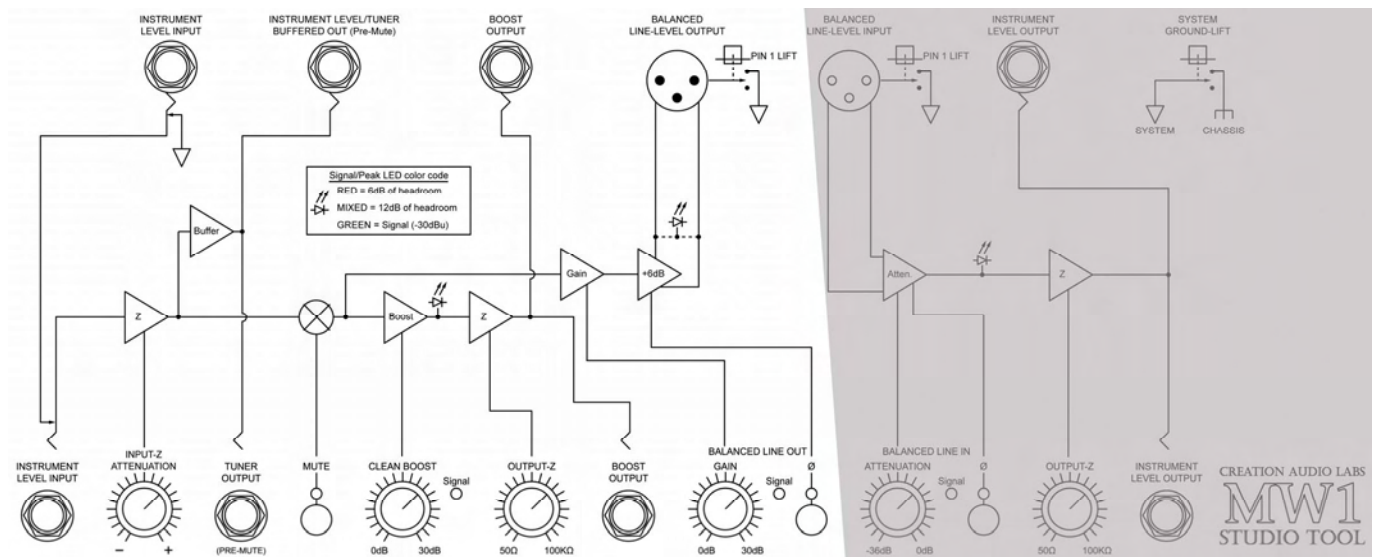 INSTRUMENT
LEVEL INPUT
INSTRUMENT LEVEL/TUNER
BUFFERED OUT (Pre-Mute)
BOOST
OUTPUT
BALANCED
LINE-LEVEL OUTPUT
PIN 1 LIFT
BALANCED
LINE-LEVEL INPUT
PIN 1 LIFT
INSTRUMENT
LEVEL OUTPUT
SYSTEM
GROUND-LIFT
SYSTEM
CHASSIS
Signal/Peak LED color code
RED = 6dB of headroom
MIXED = 12dB of headroom
GREEN = Signal (-30dBu)
Buffer
Z
Boost
Z
Gain
+6dB
Atten.
Z
INSTRUMENT
LEVEL INPUT
INPUT-Z
ATTENUATION
- +
TUNER
OUTPUT
(PRE-MUTE)
MUTE
CLEAN BOOST
Signal
0dB 30dB
OUTPUT-Z
50Ω 100KΩ
BOOST
OUTPUT
BALANCED LINE OUT
GAIN Ø
Signal
0dB 30dB
BALANCED LINE IN
ATTENUATION Ø
Signal
-36dB 0dB
OUTPUT-Z
50Ω 100KΩ
INSTRUMENT
LEVEL OUTPUT
CREATION AUDIO LABS
MW1
STUDIO TOOL